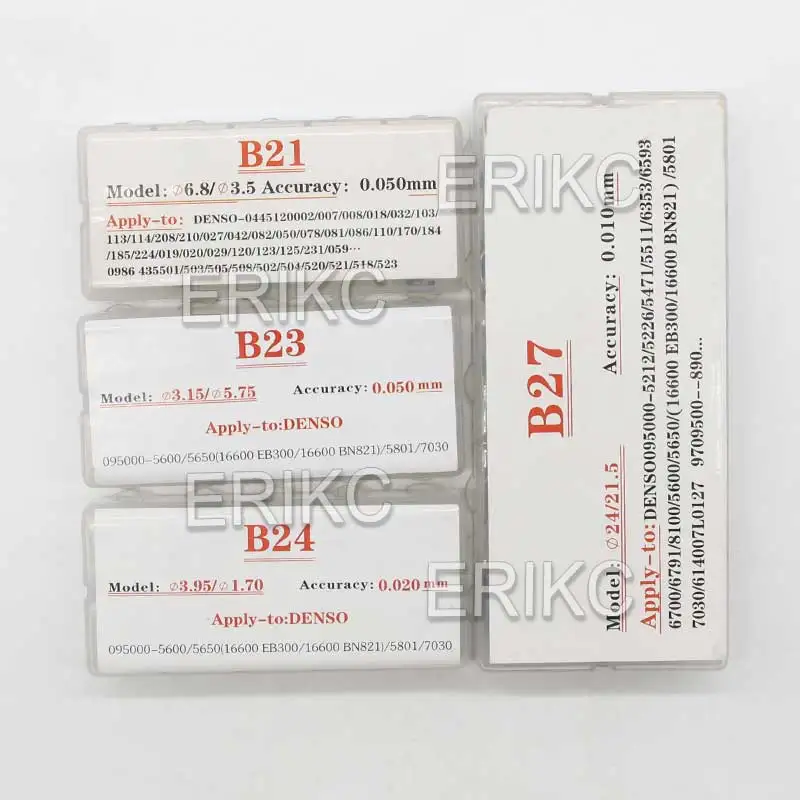 B21
Model: ∅6.8/∅3.5 Accuracy: 0.050mm
Apply-to: DENSO-0445120002/007/008/018/032/103/
113/114/208/210/027/042/082/050/078/081/086/110/170/184
/185/224/019/020/029/120/123/125/231/059···
0986 435501/503/505/508/502/504/520/521/518/523
B23
Model: ∅3.15/∅5.75 Accuracy: 0.050 mm
Apply-to:DENSO
095000-5600/5650(16600 EB300/16600 BN821)/5801/7030
B24
Model: ∅3.95/∅1.70 Accuracy: 0.020 mm
Apply-to:DENSO
095000-5600/5650(16600 EB300/16600 BN821)/5801/7030
B27
Model: ∅24/21.5 Accuracy: 0.010mm
Apply-to:DENSO095000-5212/5226/5471/5511/6353/6593
6700/6791/8100/5600/5650/(16600 EB300/16600 BN821)/5801
7030/614007L0127 9709500--890...
ERIKC
ERIKC
ERIKC
ERIKC